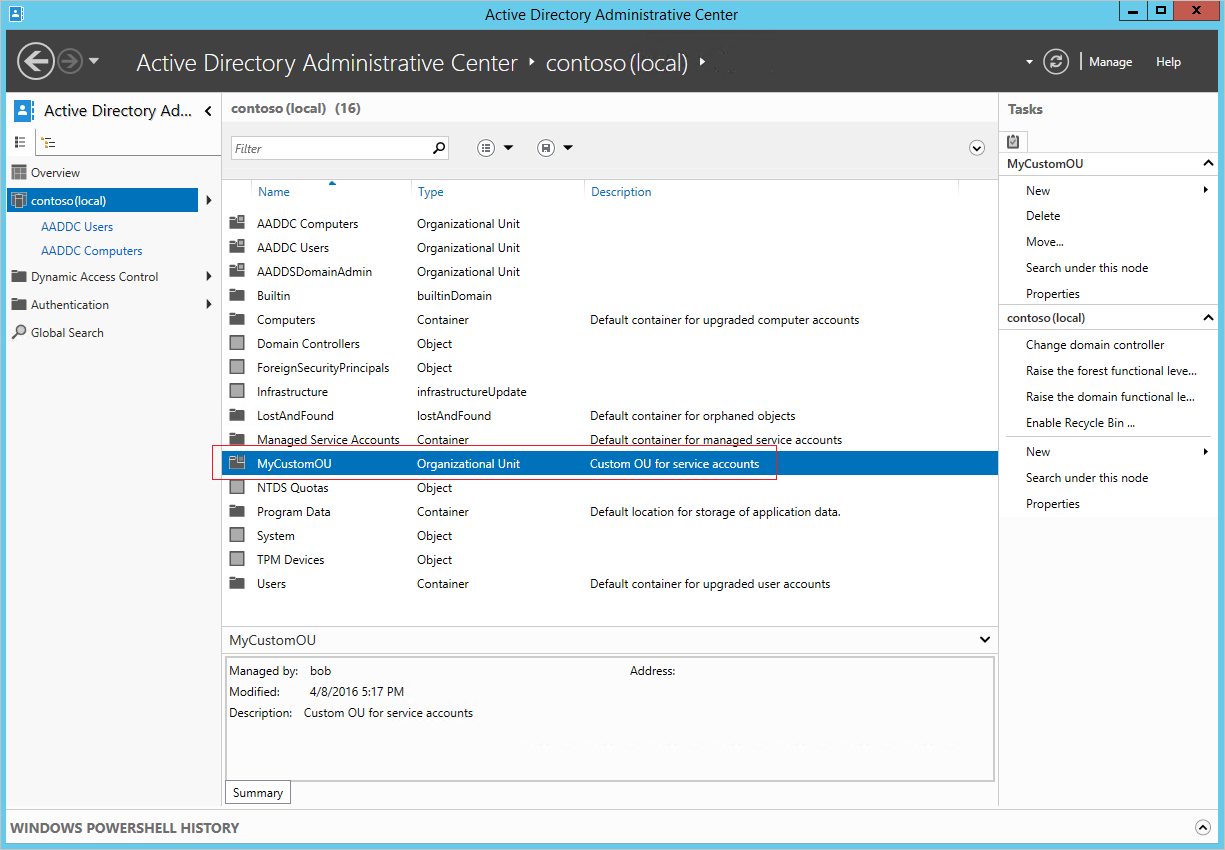 Active Directory Administrative Center
Active Directory Administrative Center • contoso (local) •
Manage
Help
Active Directory Ad...
Overview
contoso (local)
AADDC Users
AADDC Computers
Dynamic Access Control
Authentication
Global Search
contoso (local) (16)
Filter
Name Type Description
AADDC Computers Organizational Unit
AADDC Users Organizational Unit
AADDSDomainAdmin Organizational Unit
Builtin builtinDomain
Computers Container Default container for upgraded computer accounts
Domain Controllers Object
ForeignSecurityPrincipals Object
Infrastructure infrastructureUpdate
LostAndFound lostAndFound Default container for orphaned objects
Managed Service Accounts Container Default container for managed service accounts
MyCustomOU Organizational Unit Custom OU for service accounts
NTDS Quotas Object
Program Data Container Default location for storage of application data.
System Object
TPM Devices Object
Users Container Default container for upgraded user accounts
MyCustomOU
Managed by: bob Address:
Modified: 4/8/2016 5:17 PM
Description: Custom OU for service accounts
Summary
Tasks
MyCustomOU
New
Delete
Move...
Search under this node
Properties
contoso (local)
Change domain controller
Raise the forest functional leve...
Raise the domain functional le...
Enable Recycle Bin ...
New
Search under this node
Properties
WINDOWS POWERSHELL HISTORY